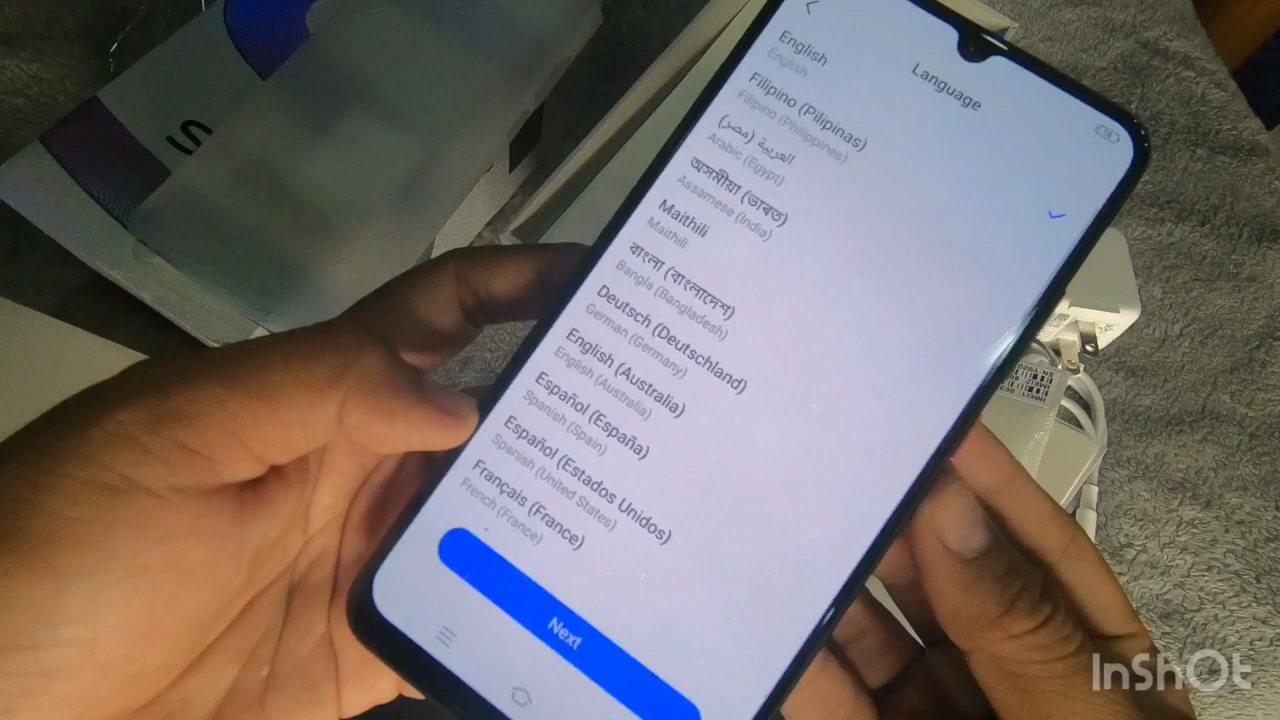 Language
English
English
Filipino (Pilipinas)
Filipino (Philippines)
العربية (مصر)
Arabic (Egypt)
অসমীয়া (ভাৰত)
Assamese (India)
Maithili
Maithili
বাংলা (বাংলাদেশ)
Bangla (Bangladesh)
Deutsch (Deutschland)
German (Germany)
English (Australia)
English (Australia)
Español (España)
Spanish (Spain)
Español (Estados Unidos)
Spanish (United States)
Français (France)
French (France)
Next
S
InShOt